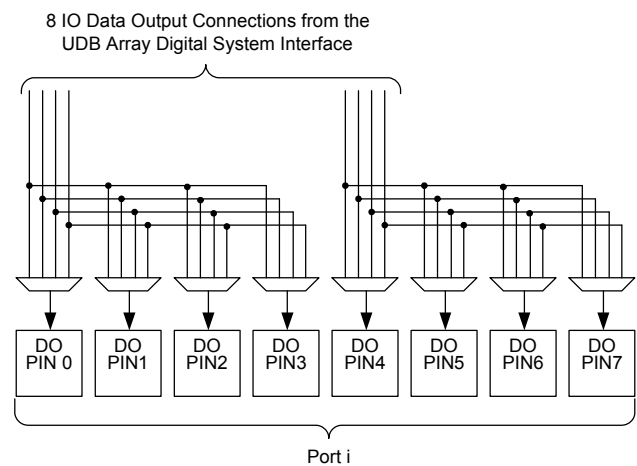 8 IO Data Output Connections from the
UDB Array Digital System Interface
DO
PIN 0
DO
PIN1
DO
PIN2
DO
PIN3
DO
PIN4
DO
PIN5
DO
PIN6
DO
PIN7
Port i